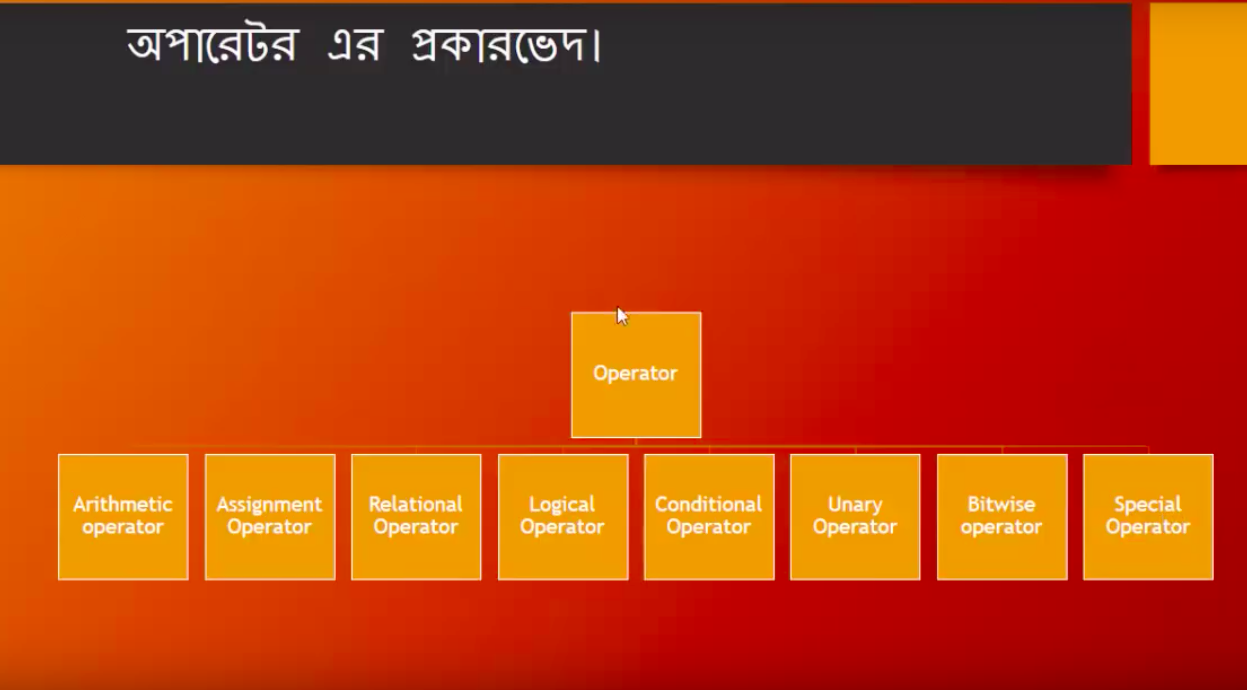 অপারেটর এর প্রকারভেদ।
Operator
Arithmetic
operator
Assignment
Operator
Relational
Operator
Logical
Operator
Conditional
Operator
Unary
Operator
Bitwise
operator
Special
Operator